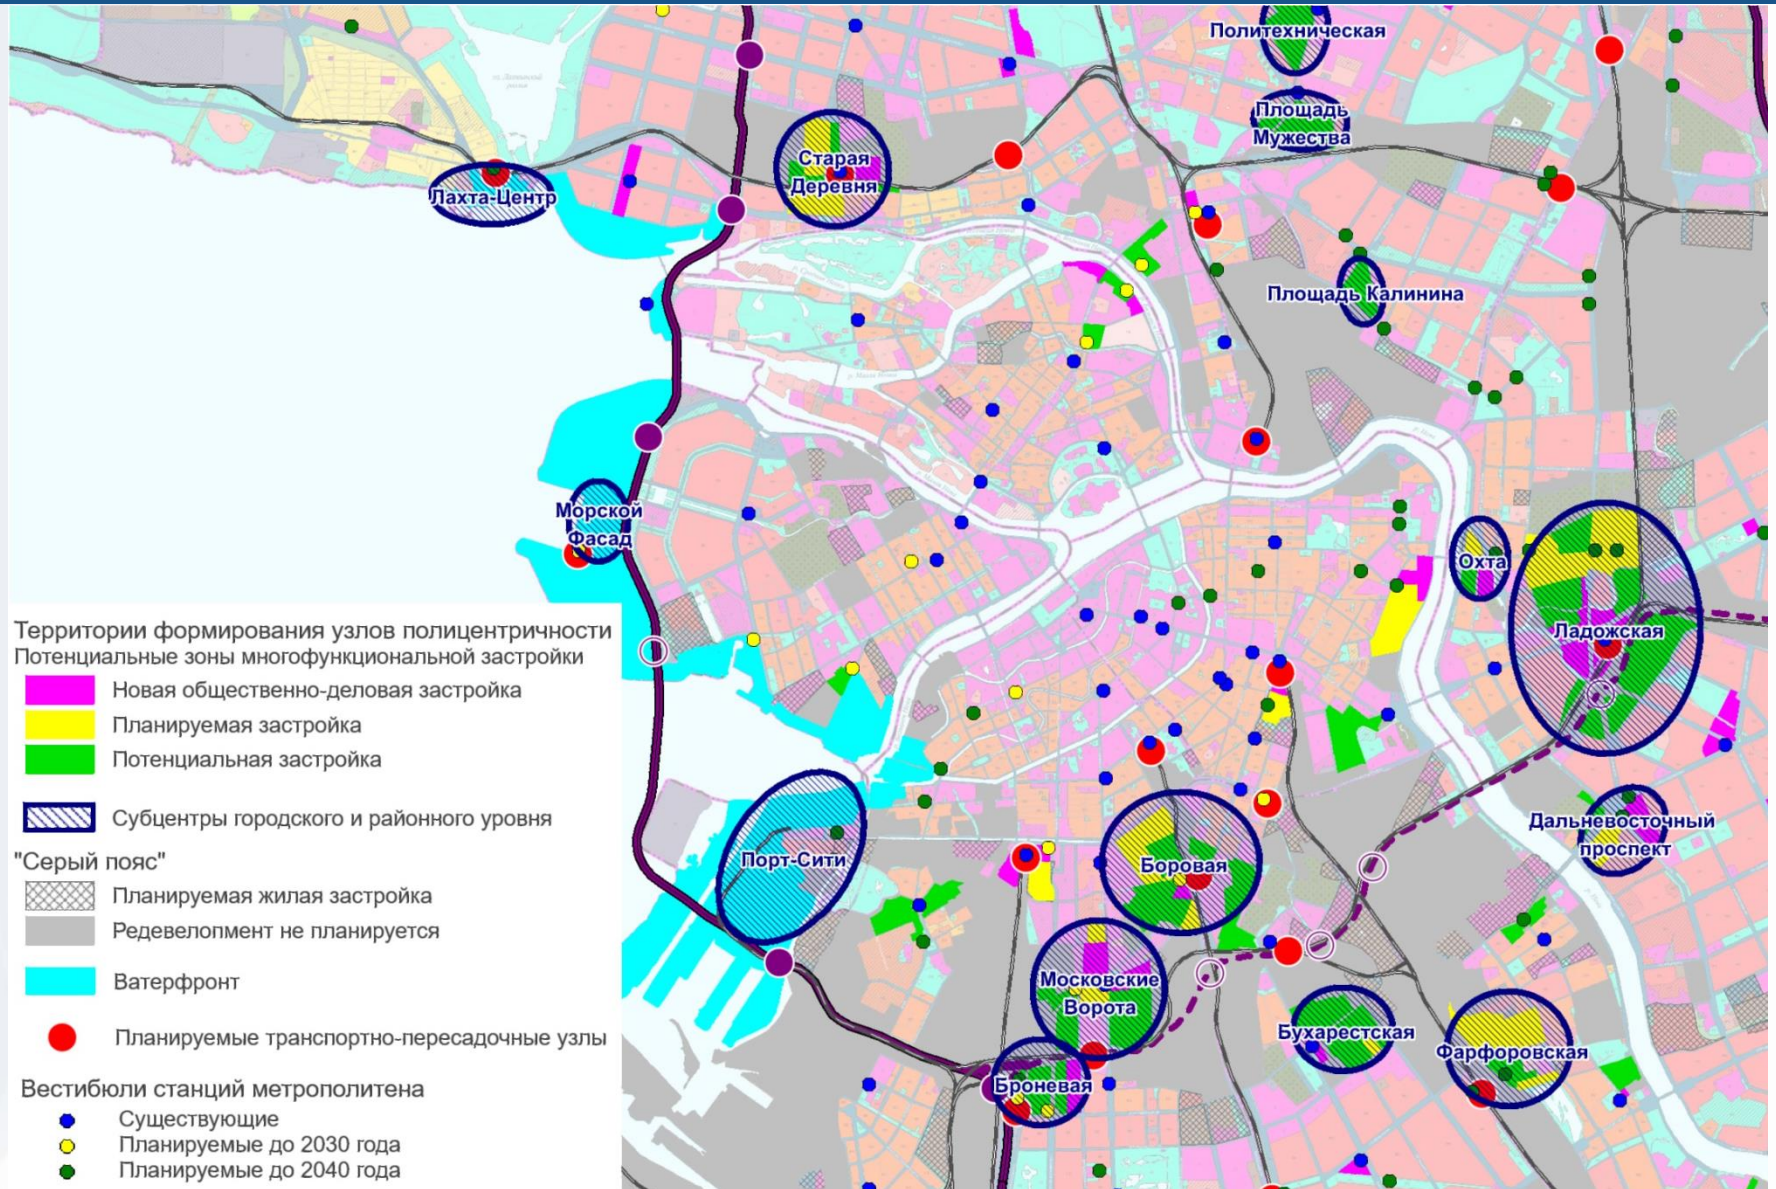 Политехническая
Площадь
Мужества
Старая
Деревня
Лахта-Центр
Площадь Калинина
Морской
Фасад
Охта
Ладожская
Дальневосточный
проспект
Порт-Сити
Боровая
Московские
Ворота
Бухарестская
Фарфоровская
Броневая
Территории формирования узлов полицентричности
Потенциальные зоны многофункциональной застройки
Новая общественно-деловая застройка
Планируемая застройка
Потенциальная застройка
Субцентры городского и районного уровня
"Серый пояс"
Планируемая жилая застройка
Редевелопмент не планируется
Ватерфронт
Планируемые транспортно-пересадочные узлы
Вестибюли станций метрополитена
Существующие
Планируемые до 2030 года
Планируемые до 2040 года